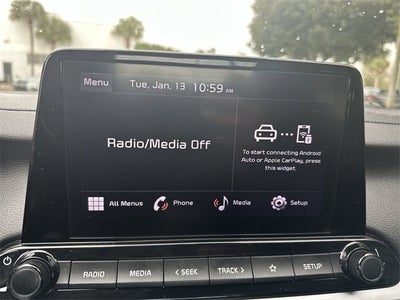 Menu
Tue, Jan, 13 10:59 AM
Radio/Media Off
To start connecting Android
Auto or Apple CarPlay, press
this widget.
All Menus
Phone
Media
Setup
RADIO
MEDIA
< SEEK
TRACK >
SETUP